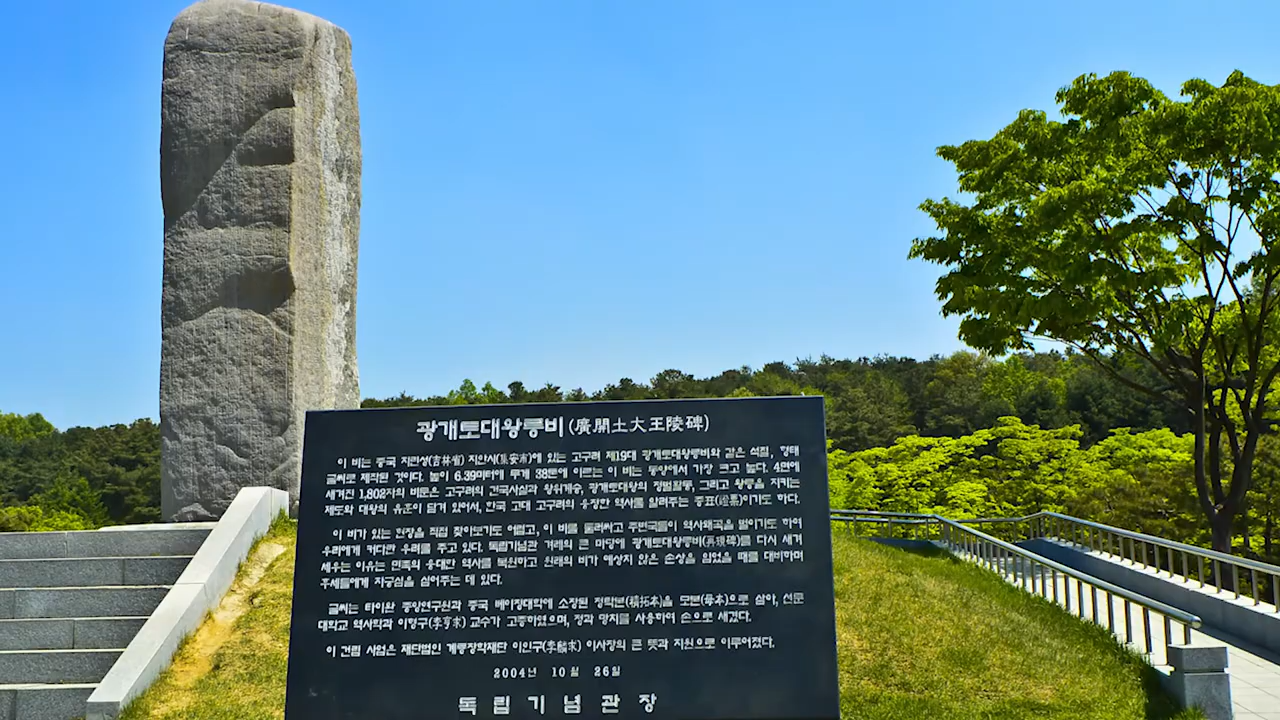 광개토대왕릉비(廣開土大王陵碑)
이 비는 중국 지린성(吉林省) 지안시(集安市)에 있는 고구려 제19대 광개토대왕릉비와 같은 석질, 형태
글씨로 제작된 것이다. 높이 6.39미터에 무게 38톤에 이르는 이 비는 동양에서 가장 크고 높다. 4면에
새겨진 1,802자의 비문은 고구려의 건국사실과 왕위계승, 광개토대왕의 정벌활동, 그리고 왕릉을 지키는
제도와 대왕의 유조이 담겨 있어서, 한국 고대 고구려의 웅장한 역사를 알려주는 증표(證票)이기도 하다.
이 비가 있는 현장을 직접 찾아보기도 어렵고, 이 비를 둘러싸고 주변국들이 역사왜곡을 벌이기도 하여
우리에게 커다란 우려를 주고 있다. 독립기념관 겨레의 큰 마당에 광개토대왕릉비(再現碑)를 다시 새겨
세우는 이유는 민족의 웅대한 역사를 복원하고 원래의 비가 예상치 않은 손상을 입었을 때를 대비하며
후세들에게 자긍심을 심어주는 데 있다.
글씨는 타이완 중앙연구원과 중국 베이징대학에 소장된 정탁본(精拓本)을 모본(母本)으로 삼아, 선문
대학교 역사학과 이형구(李亨求) 교수가 고증하였으며, 정과 망치를 사용하여 손으로 새겼다.
이 건립 사업은 재단법인 계룡장학재단 이인구(李麟求) 이사장의 큰 뜻과 지원으로 이루어졌다.
2004년 10월 26일
독립기념관장